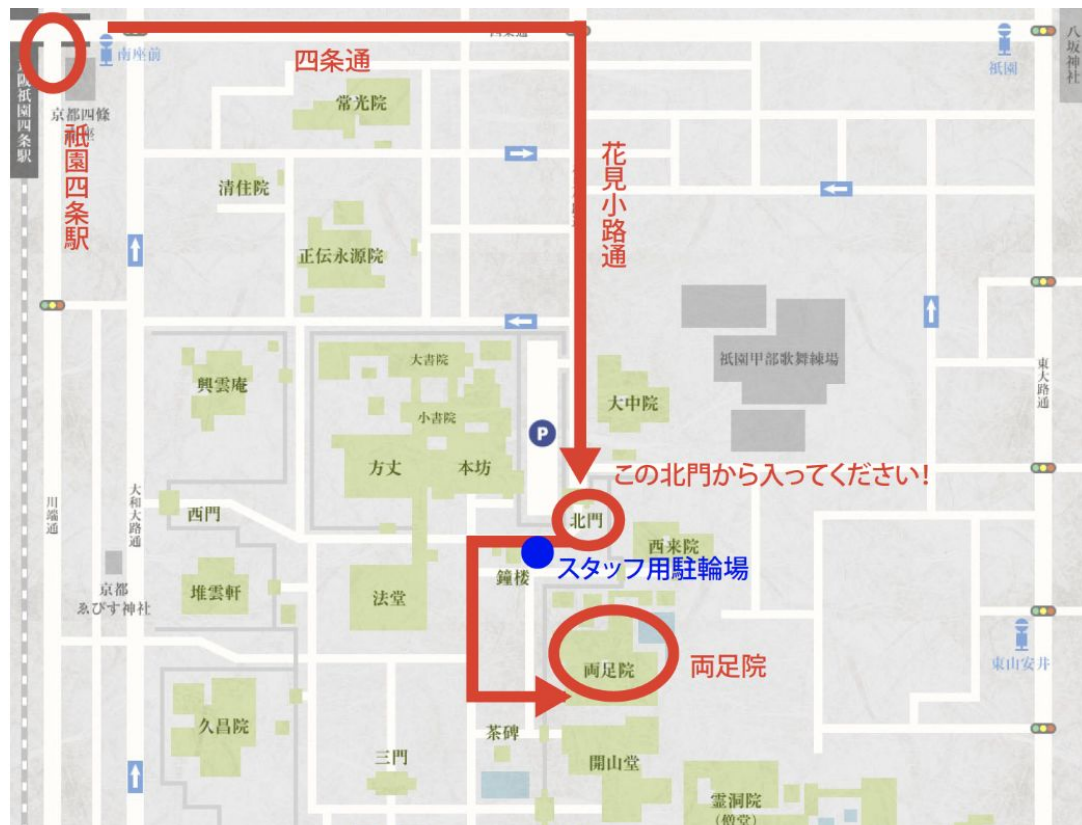 四条通
南座前
四条通
祇園
八坂神社
常光院
京都四條
祇園四条駅
花見小路通
清住院
正伝永源院
大書院
祇園甲部歌舞練場
興雲庵
東大路通
小書院
大中院
P
方丈
本坊
この北門から入ってください!
川端通
大和大路通
西門
北門
西来院
鐘楼
スタッフ用駐輪場
京都
ゑびす神社
堆雲軒
法堂
両足院
両足院
東山安井
久昌院
茶碑
三門
開山堂
霊洞院
(僧堂)